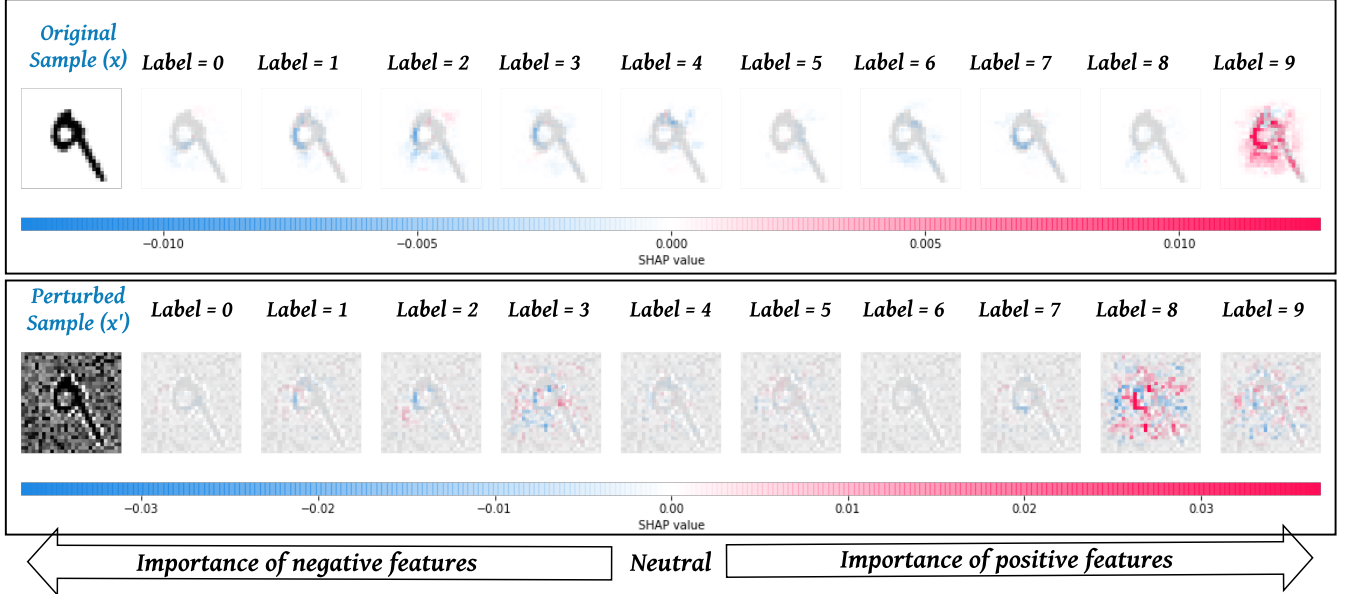 Original
Sample (x)
Label = 0 Label = 1 Label = 2 Label = 3 Label = 4 Label = 5 Label = 6 Label = 7 Label = 8 Label = 9
−0.010 −0.005 0.000 0.005 0.010
SHAP value
Perturbed
Sample (x')
Label = 0 Label = 1 Label = 2 Label = 3 Label = 4 Label = 5 Label = 6 Label = 7 Label = 8 Label = 9
−0.03 −0.02 −0.01 0.00 0.01 0.02 0.03
SHAP value
Importance of negative features Neutral Importance of positive features